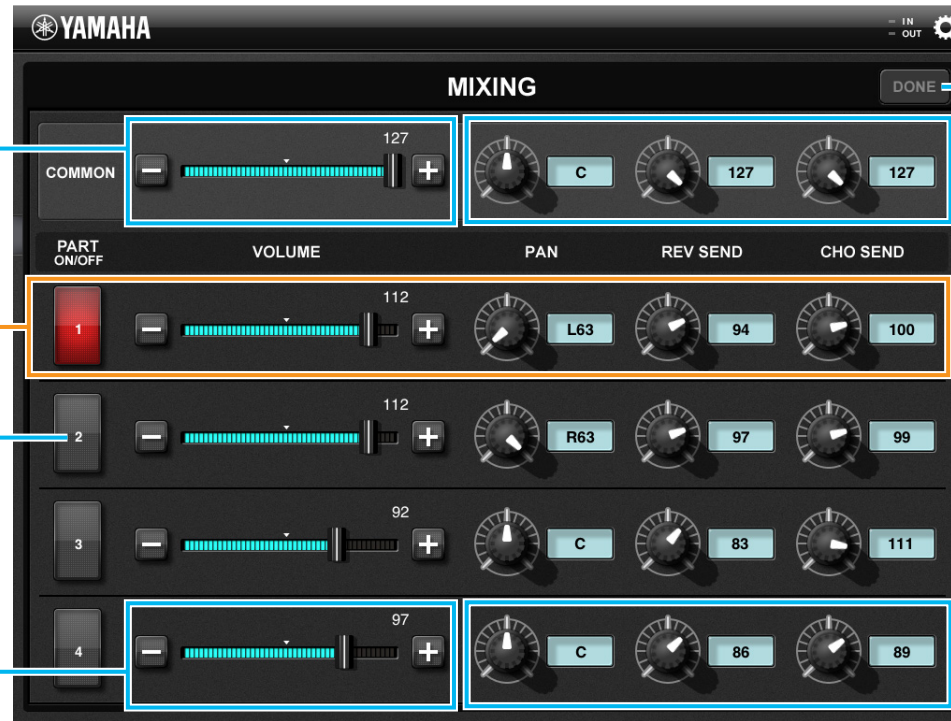 YAMAHA
IN
OUT
MIXING
DONE
COMMON
127
C
127
127
PART
ON/OFF
VOLUME
PAN
REV SEND
CHO SEND
1
112
L63
94
100
2
112
R63
97
99
3
92
C
83
111
4
97
C
86
89